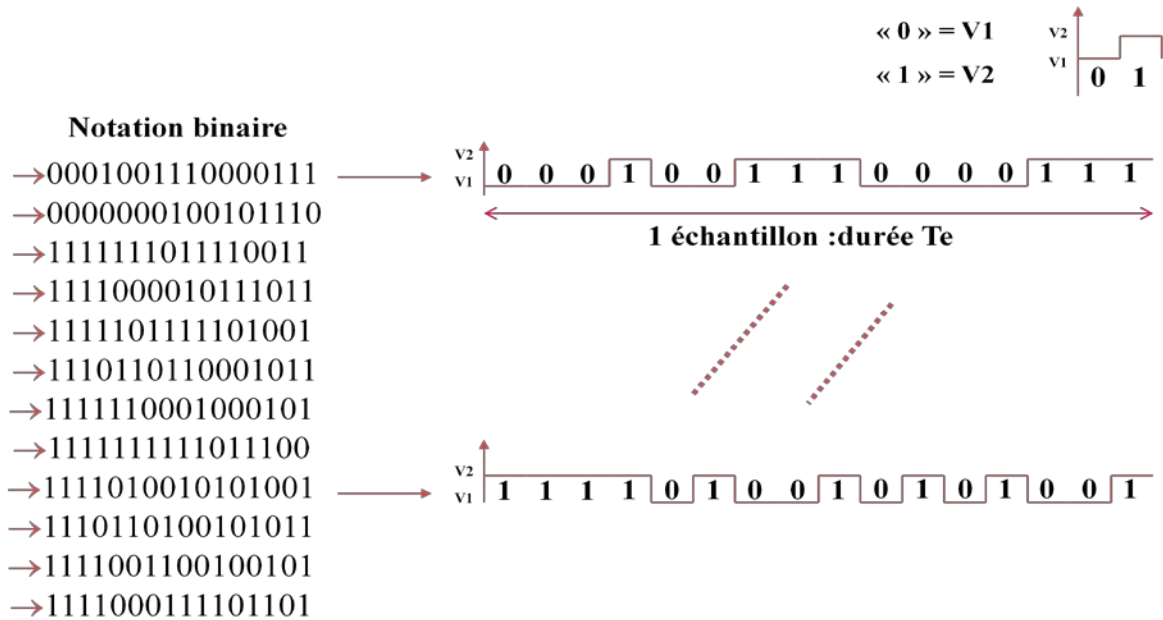 « 0 » = V1
« 1 » = V2
V2
V1
0 1
Notation binaire
0001001110000111
0000000100101110
1111111011110011
1111000010111011
1111101111101001
1110110110001011
1111110001000101
1111111111011100
1111010010101001
1110110100101011
1111001100100101
1111000111101101
V2
V1
0 0 0 1 0 0 1 1 1 0 0 0 0 1 1 1
1 échantillon :durée Te
V2
V1
1 1 1 1 0 1 0 0 1 0 1 0 1 0 0 1